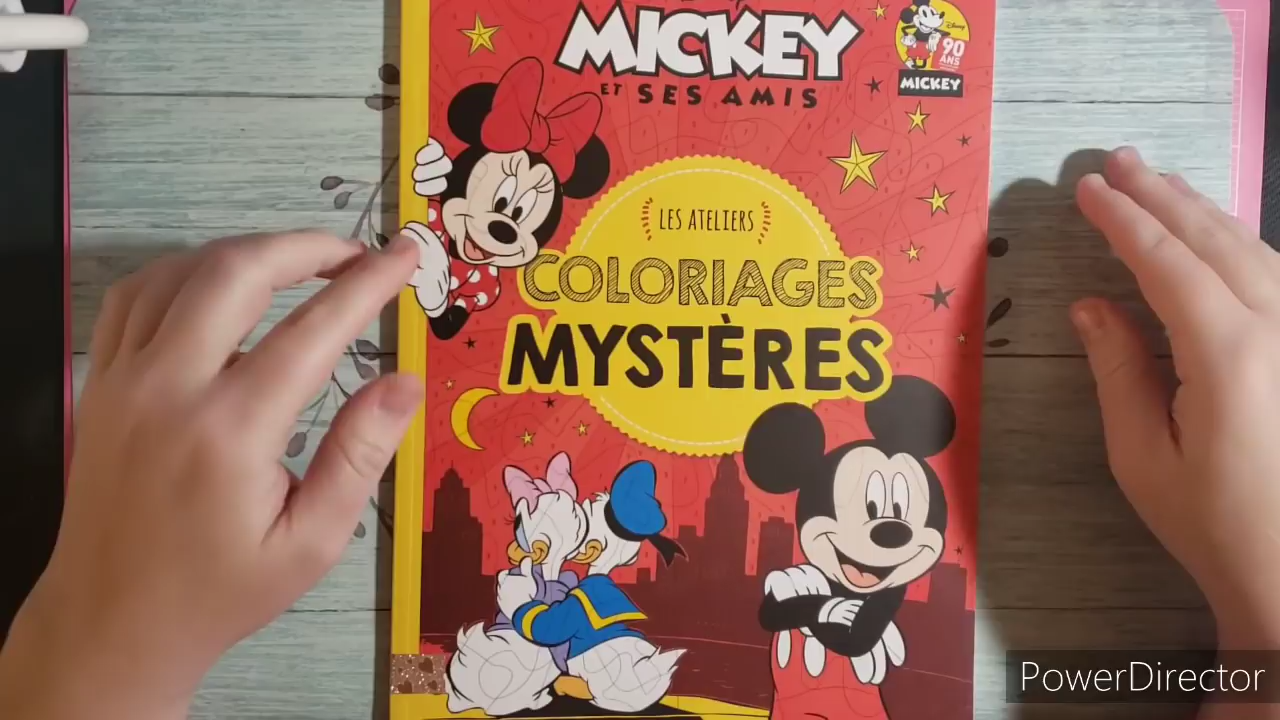 MICKEY
ET SES AMIS
Disney
90
ANS
MICKEY
LES ATELIERS
COLORIAGES
MYSTÈRES
PowerDirector